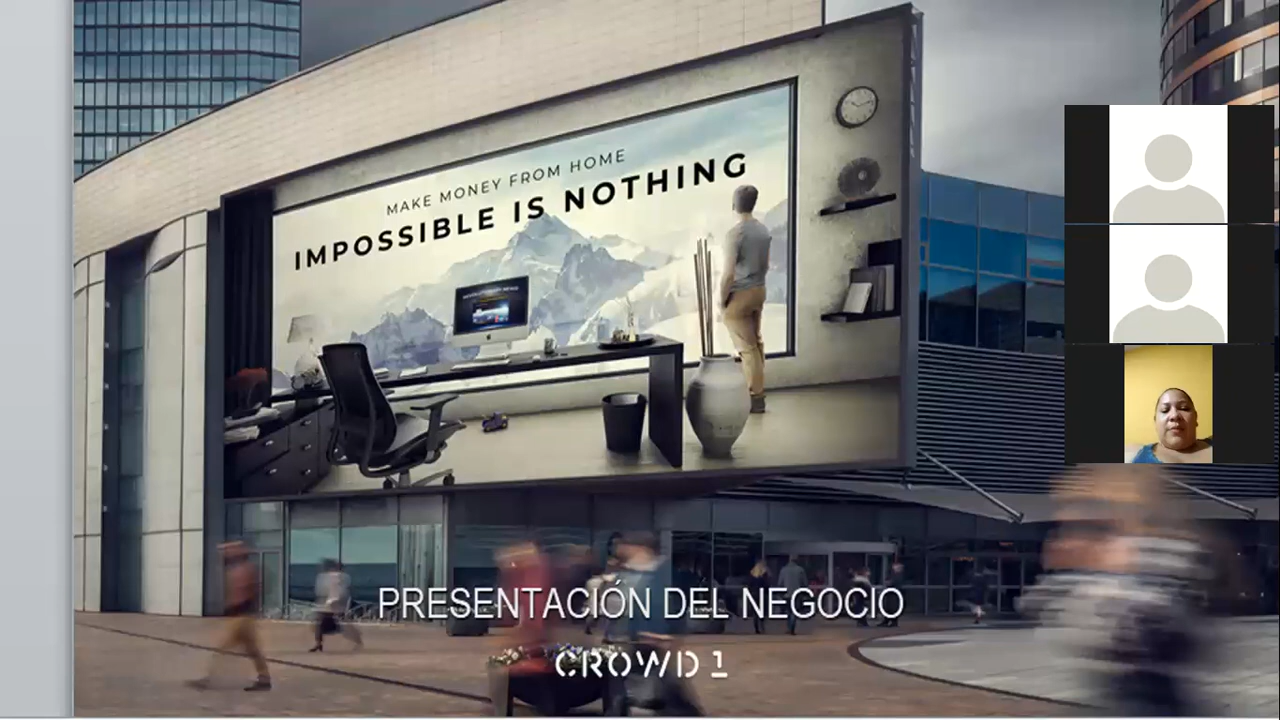 MAKE MONEY FROM HOME
IMPOSSIBLE IS NOTHING
PRESENTACIÓN DEL NEGOCIO
CROWD 1